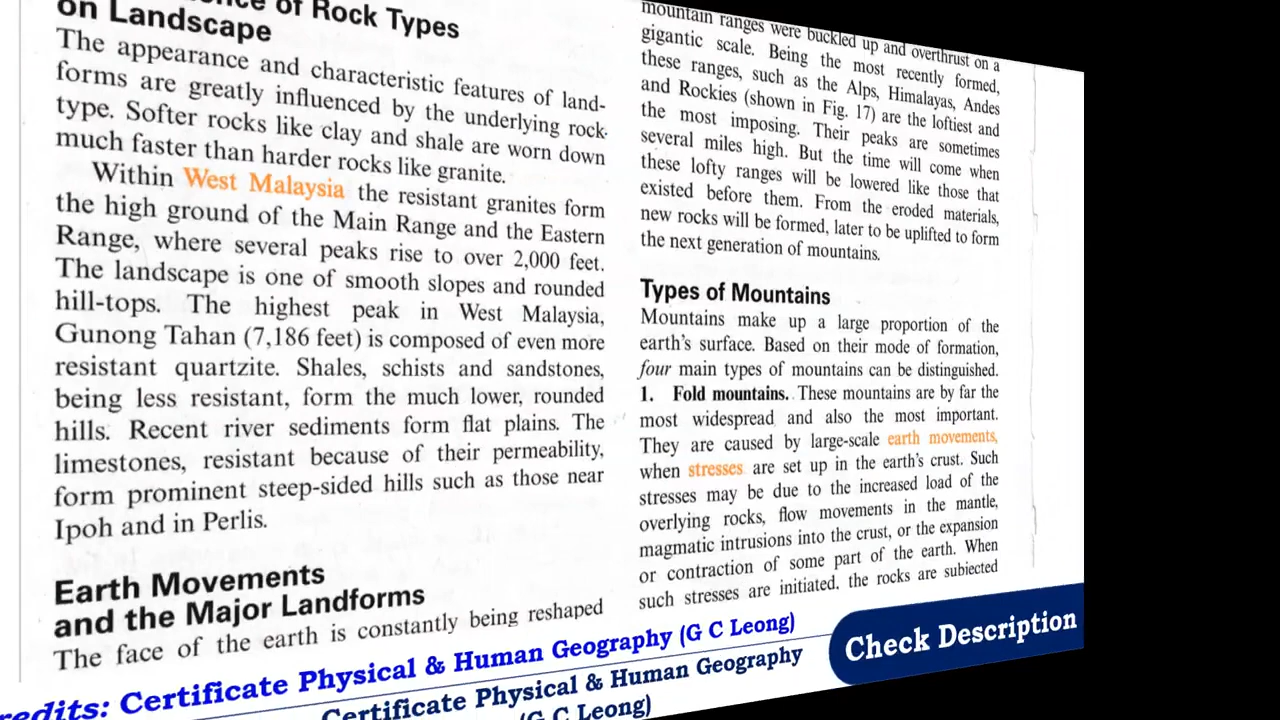 of Rock Types
on Landscape
The appearance and characteristic features of land-
forms are greatly influenced by the underlying rock-
type. Softer rocks like clay and shale are worn down
much faster than harder rocks like granite.
Within West Malaysia the resistant granites form
the high ground of the Main Range and the Eastern
Range, where several peaks rise to over 2,000 feet.
The landscape is one of smooth slopes and rounded
hill-tops. The highest peak in West Malaysia,
Gunong Tahan (7,186 feet) is composed of even more
resistant quartzite. Shales, schists and sandstones,
being less resistant, form the much lower, rounded
hills. Recent river sediments form flat plains. The
limestones, resistant because of their permeability,
form prominent steep-sided hills such as those near
Ipoh and in Perlis.
Earth Movements
and the Major Landforms
The face of the earth is constantly being reshaped
mountain ranges were buckled up and overthrust on a
gigantic scale. Being the most recently formed,
these ranges, such as the Alps, Himalayas, Andes
and Rockies (shown in Fig. 17) are the loftiest and
the most imposing. Their peaks are sometimes
several miles high. But the time will come when
these lofty ranges will be lowered like those that
existed before them. From the eroded materials,
new rocks will be formed, later to be uplifted to form
the next generation of mountains.
Types of Mountains
Mountains make up a large proportion of the
earth's surface. Based on their mode of formation,
four main types of mountains can be distinguished.
1. Fold mountains. These mountains are by far the
most widespread and also the most important.
They are caused by large-scale earth movements,
when stresses are set up in the earth's crust. Such
stresses may be due to the increased load of the
overlying rocks, flow movements in the mantle,
magmatic intrusions into the crust, or the expansion
or contraction of some part of the earth. When
such stresses are initiated, the rocks are subjected
redits: Certificate Physical & Human Geography (G C Leong)
Certificate Physical & Human Geography
(G C Leong)
Check Description